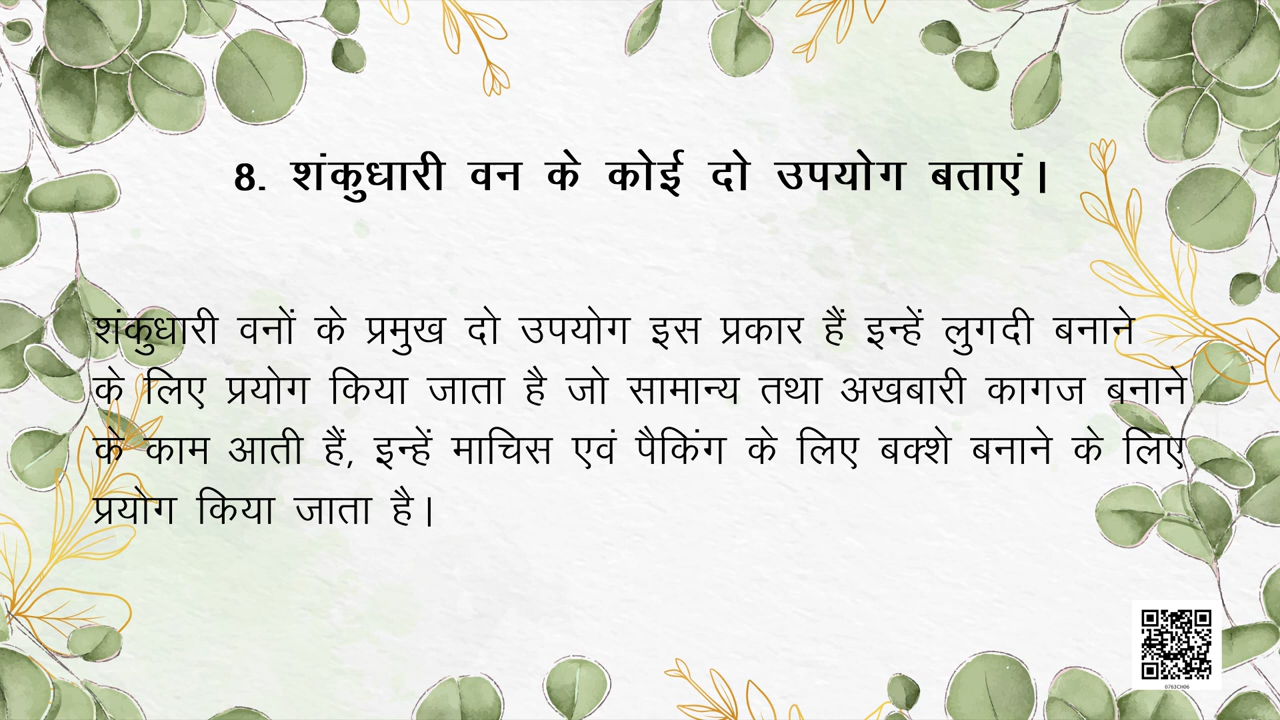 8. शंकुधारी वन के कोई दो उपयोग बताएं।
शंकुधारी वनों के प्रमुख दो उपयोग इस प्रकार हैं इन्हें लुगदी बनाने
के लिए प्रयोग किया जाता है जो सामान्य तथा अखबारी कागज बनाने
के काम आती हैं, इन्हें माचिस एवं पैकिंग के लिए बक्शे बनाने के लिए
प्रयोग किया जाता है।
0763CH06